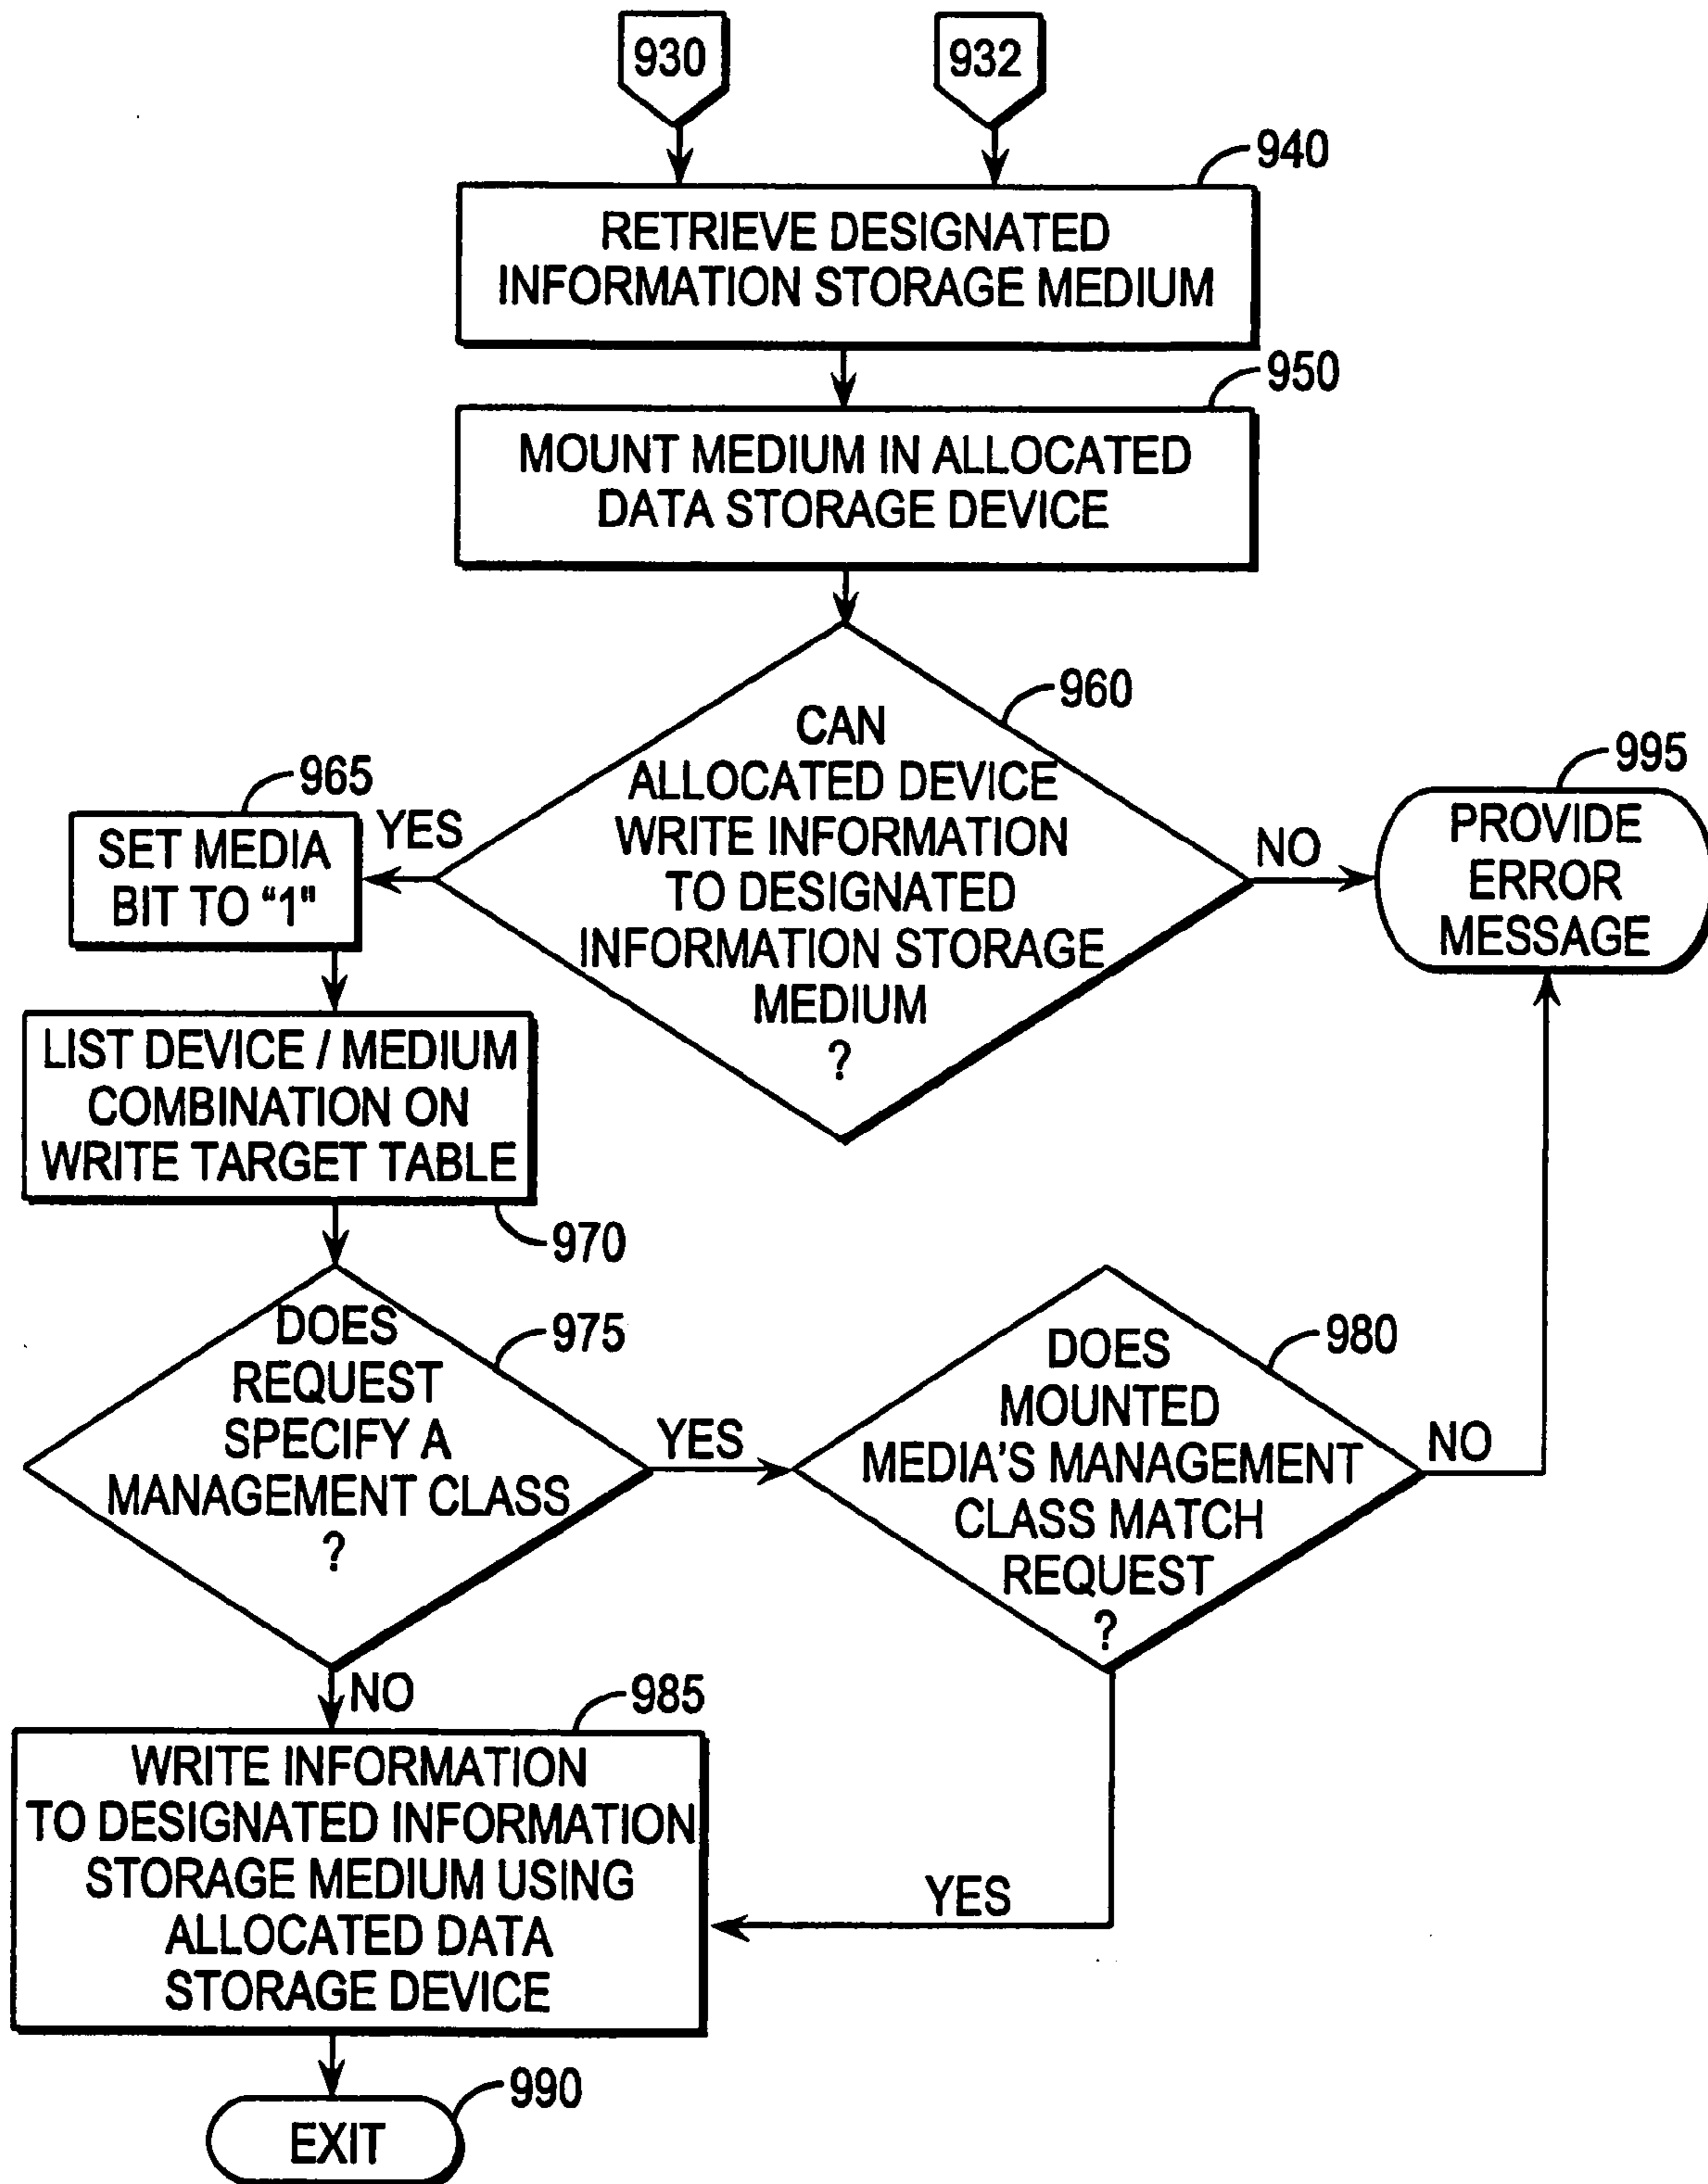 930
932
940
RETRIEVE DESIGNATED
INFORMATION STORAGE MEDIUM
950
MOUNT MEDIUM IN ALLOCATED
DATA STORAGE DEVICE
960
CAN
ALLOCATED DEVICE
WRITE INFORMATION
TO DESIGNATED
INFORMATION STORAGE
MEDIUM
?
YES
NO
965
SET MEDIA
BIT TO “1"
995
PROVIDE
ERROR
MESSAGE
LIST DEVICE / MEDIUM
COMBINATION ON
WRITE TARGET TABLE
970
975
DOES
REQUEST
SPECIFY A
MANAGEMENT CLASS
?
YES
NO
980
DOES
MOUNTED
MEDIA'S MANAGEMENT
CLASS MATCH
REQUEST
?
NO
YES
985
WRITE INFORMATION
TO DESIGNATED INFORMATION
STORAGE MEDIUM USING
ALLOCATED DATA
STORAGE DEVICE
990
EXIT